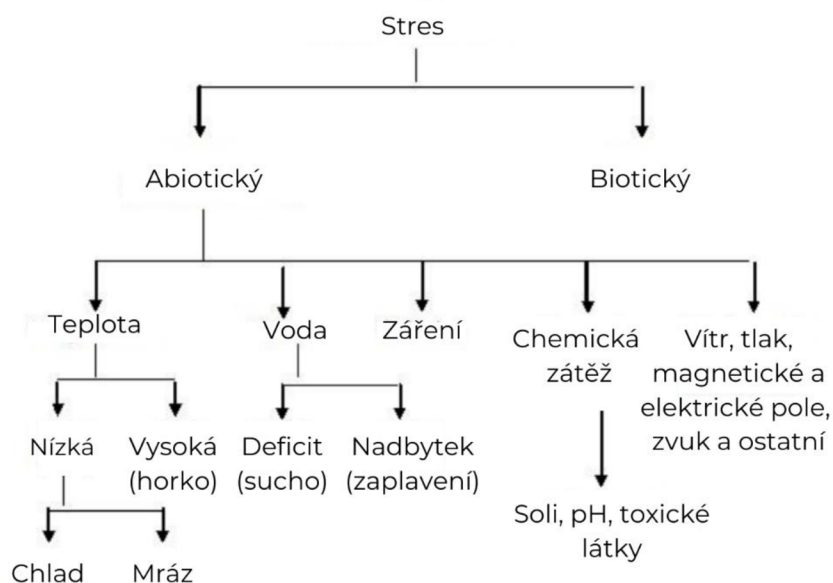 Stres
Abiotický
Biotický
Teplota
Voda
Záření
Chemická
zátěž
Vítr, tlak,
magnetické a
elektrické pole,
zvuk a ostatní
Nízká
Vysoká
(horko)
Deficit
(sucho)
Nadbytek
(zaplavení)
Soli, pH, toxické
látky
Chlad
Mráz